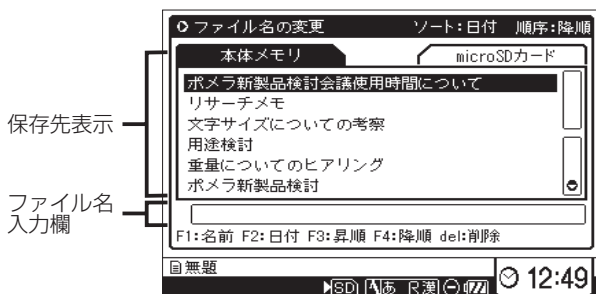 ファイル名の変更 ソート:日付 順序:降順
本体メモリ microSDカード
ポメラ新製品検討会議使用時間について
リサーチメモ
文字サイズについての考察
用途検討
重量についてのヒアリング
ポメラ新製品検討
保存先表示
ファイル名
入力欄
F1:名前 F2:日付 F3:昇順 F4:降順 del:削除
無題
SD Aあ R漢 12:49